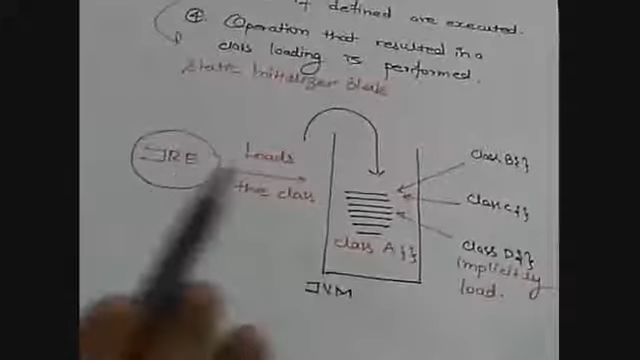 if defined are executed.
④. Operation that resulted in a
class loading is performed.
static Initializer Block
JRE
Loads
the class
class A{}
JVM
class B{}
class C{}
class D{}
implicitly
load.